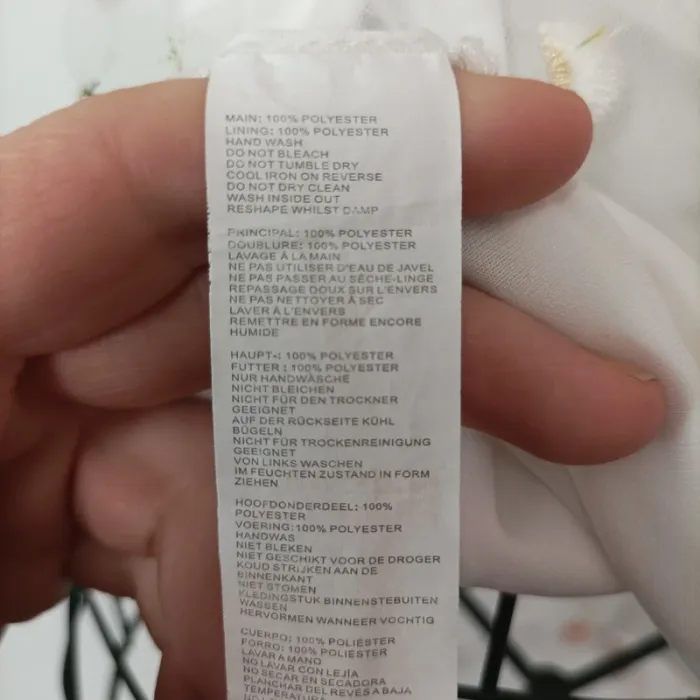 MAIN: 100% POLYESTER
LINING: 100% POLYESTER
HAND WASH
DO NOT BLEACH
DO NOT TUMBLE DRY
COOL IRON ON REVERSE
DO NOT DRY CLEAN
WASH INSIDE OUT
RESHAPE WHILST DAMP
PRINCIPAL: 100% POLYESTER
DOUBLURE: 100% POLYESTER
LAVAGE À LA MAIN
NE PAS UTILISER D'EAU DE JAVEL
NE PAS PASSER AU SÈCHE-LINGE
REPASSAGE DOUX SUR L'ENVERS
NE PAS NETTOYER À SEC
LAVER À L'ENVERS
REMETTRE EN FORME ENCORE
HUMIDE
HAUPT-: 100% POLYESTER
FUTTER : 100% POLYESTER
NUR HANDWÄSCHE
NICHT BLEICHEN
NICHT FÜR DEN TROCKNER
GEEIGNET
AUF DER RÜCKSEITE KÜHL
BÜGELN
NICHT FÜR TROCKENREINIGUNG
GEEIGNET
VON LINKS WASCHEN
IM FEUCHTEN ZUSTAND IN FORM
ZIEHEN
HOOFDONDERDEEL: 100%
POLYESTER
VOERING:100% POLYESTER
HANDWAS
NIET BLEKEN
NIET GESCHIKT VOOR DE DROGER
KOUD STRIJKEN AAN DE
BINNENKANT
NIET STOMEN
KLEDINGSTUK BINNENSTEBUITEN
WASSEN
HERVORMEN WANNEER VOCHTIG
CUERPO: 100% POLIÉSTER
FORRO: 100% POLIÉSTER
LAVAR A MANO
NO LAVAR CON LEJÍA
NO SECAR EN SECADORA
PLANCHAR DEL REVÉS A BAJA
TEMPERATURA